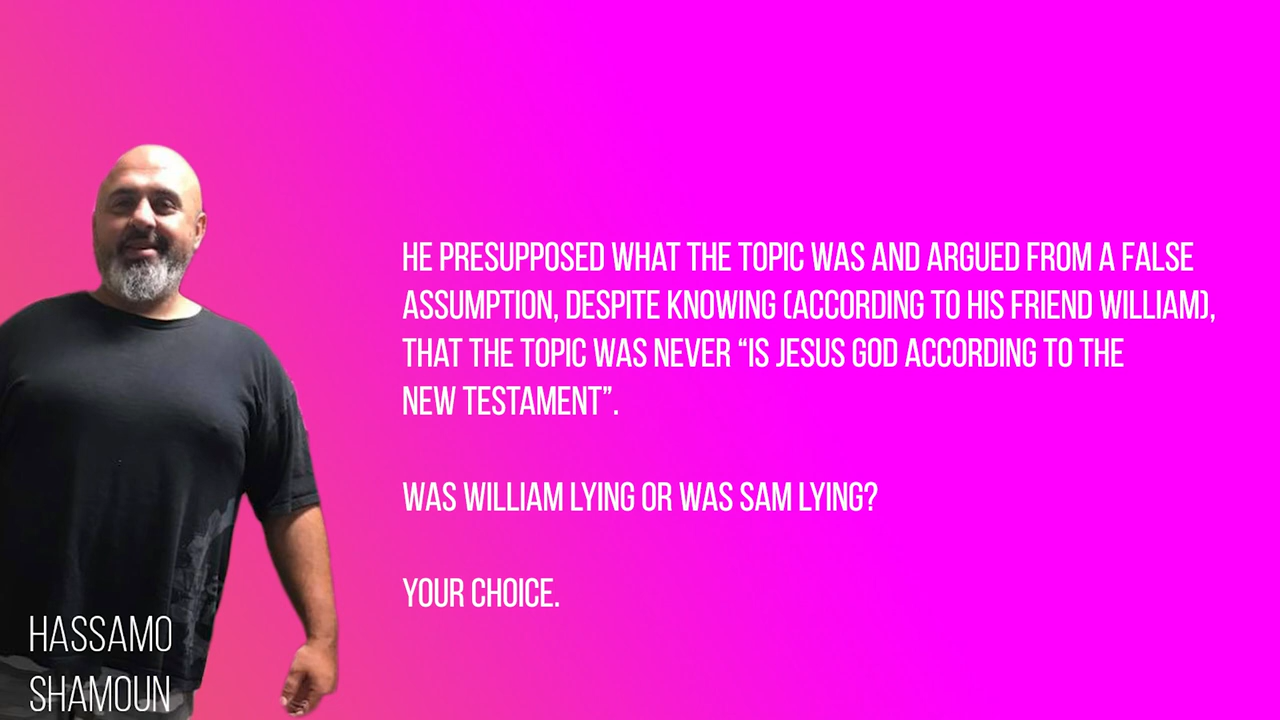 HE PRESUPPOSED WHAT THE TOPIC WAS AND ARGUED FROM A FALSE
ASSUMPTION, DESPITE KNOWING (ACCORDING TO HIS FRIEND WILLIAM),
THAT THE TOPIC WAS NEVER “IS JESUS GOD ACCORDING TO THE
NEW TESTAMENT”.
WAS WILLIAM LYING OR WAS SAM LYING?
YOUR CHOICE.
HASSAMO
SHAMOUN